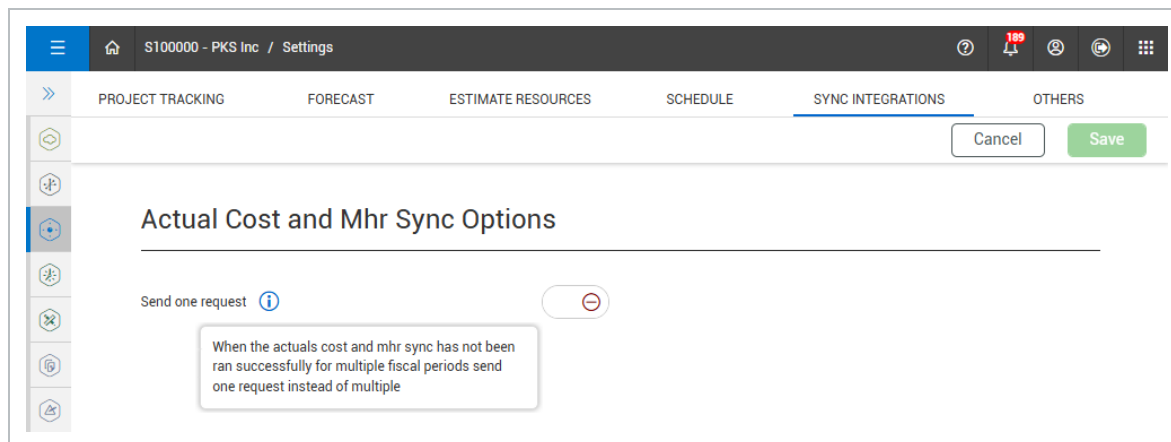 S100000 - PKS Inc / Settings
189
PROJECT TRACKING FORECAST ESTIMATE RESOURCES SCHEDULE SYNC INTEGRATIONS OTHERS
Cancel Save
Actual Cost and Mhr Sync Options
Send one request
When the actuals cost and mhr sync has not been
ran successfully for multiple fiscal periods send
one request instead of multiple